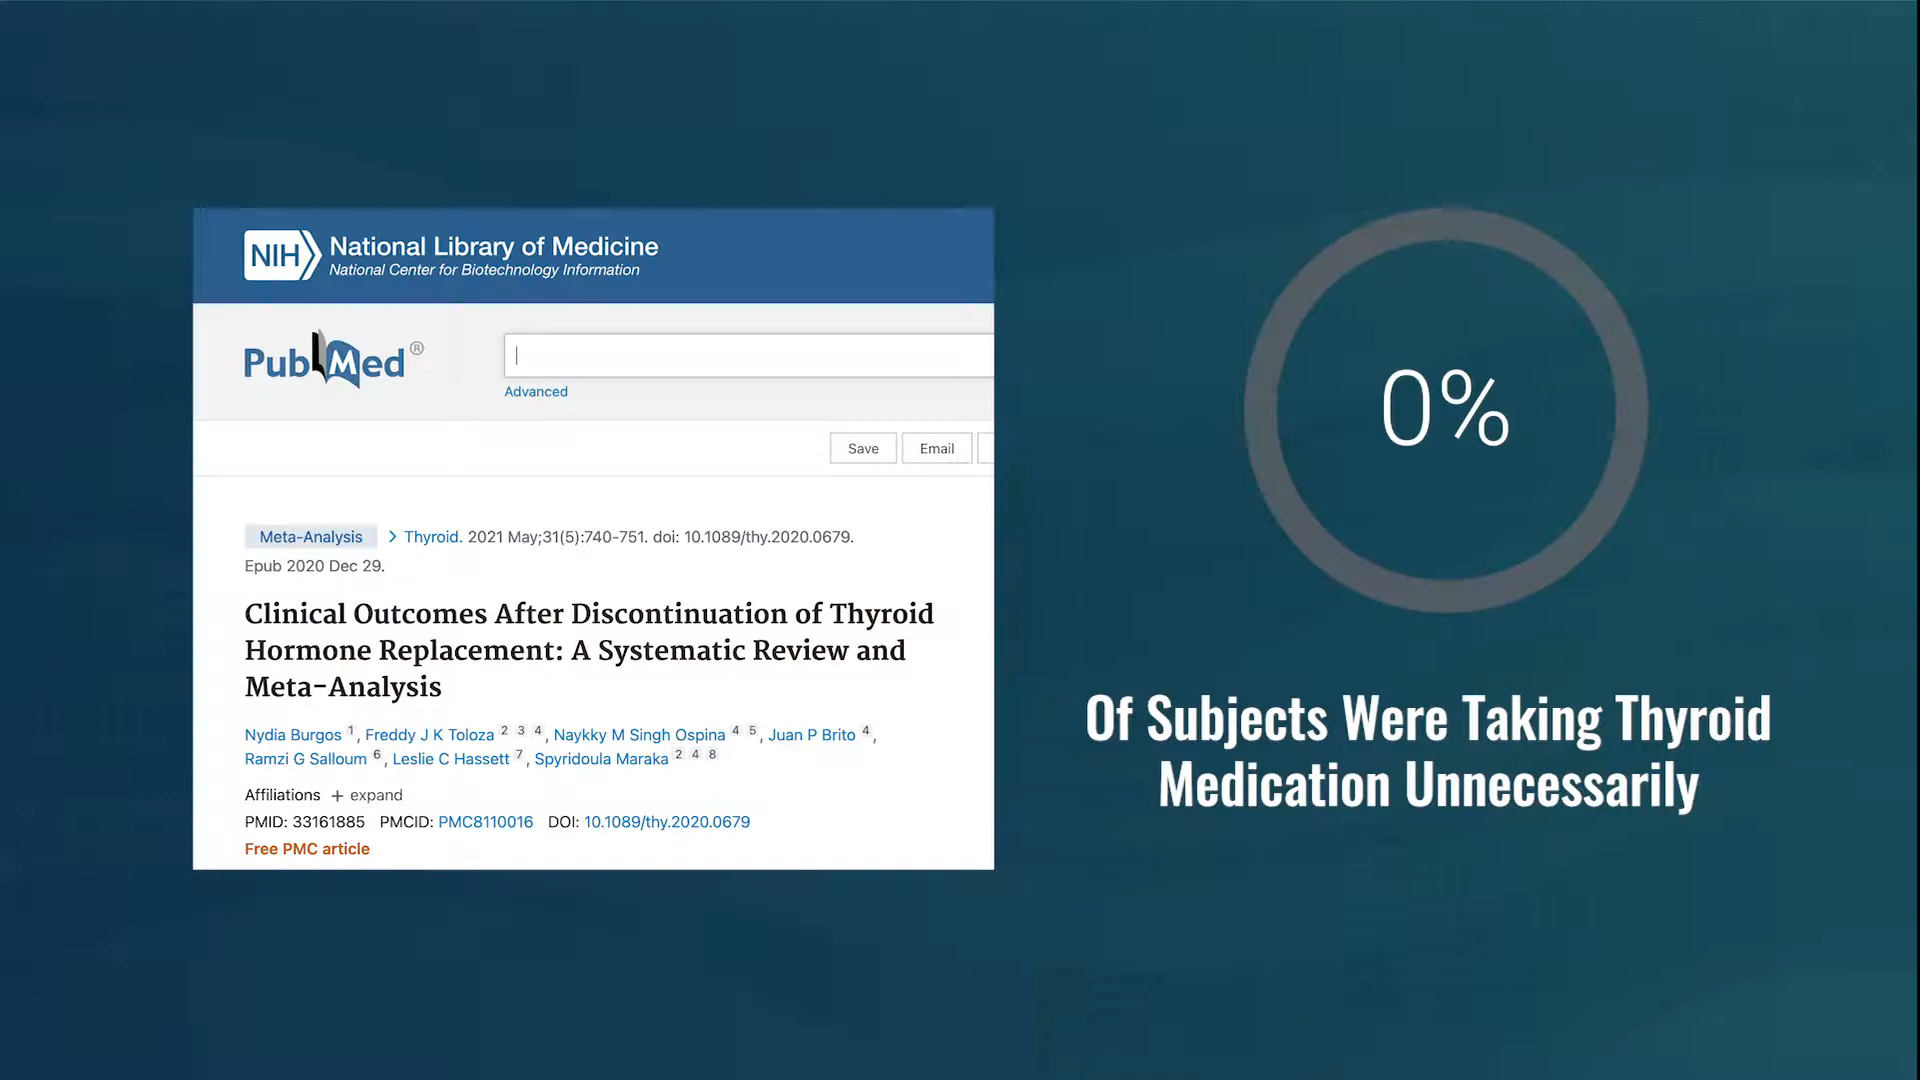 NIH National Library of Medicine
National Center for Biotechnology Information
PubMed®
Advanced
Save Email
Meta-Analysis > Thyroid. 2021 May;31(5):740-751. doi: 10.1089/thy.2020.0679.
Epub 2020 Dec 29.
Clinical Outcomes After Discontinuation of Thyroid
Hormone Replacement: A Systematic Review and
Meta-Analysis
Nydia Burgos 1, Freddy J K Toloza 2 3 4, Naykky M Singh Ospina 4 5, Juan P Brito 4,
Ramzi G Salloum 6, Leslie C Hassett 7, Spyridoula Maraka 2 4 8
Affiliations + expand
PMID: 33161885 PMCID: PMC8110016 DOI: 10.1089/thy.2020.0679
Free PMC article
0%
Of Subjects Were Taking Thyroid
Medication Unnecessarily